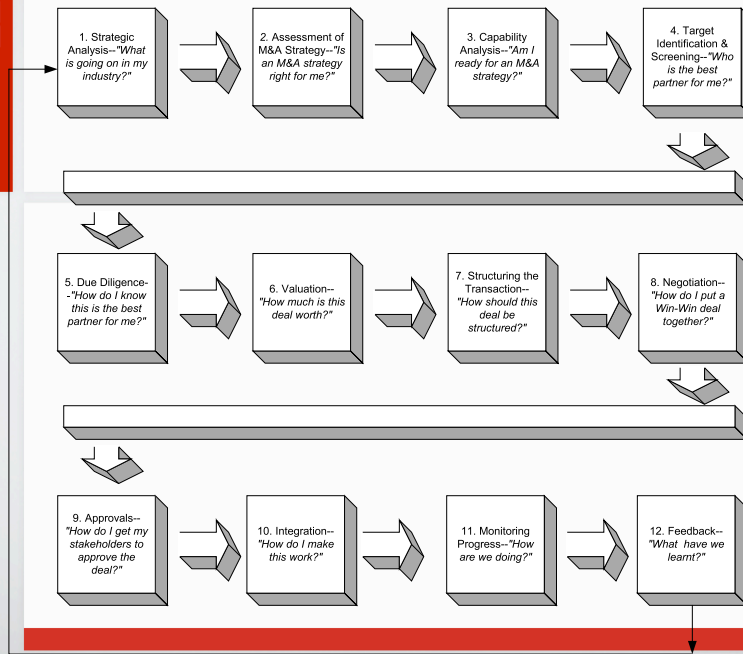 1. Strategic
Analysis--"What
is going on in my
industry?"
2. Assessment of
M&A Strategy--"Is
an M&A strategy
right for me?"
3. Capability
Analysis--"Am I
ready for an M&A
strategy?"
4. Target
Identification &
Screening--"Who
is the best
partner for me?"
5. Due Diligence-
-"How do I know
this is the best
partner for me?"
6. Valuation--
"How much is this
deal worth?"
7. Structuring the
Transaction--
"How should this
deal be
structured?"
8. Negotiation--
"How do I put a
Win-Win deal
together?"
9. Approvals--
"How do I get my
stakeholders to
approve the
deal?"
10. Integration--
"How do I make
this work?"
11. Monitoring
Progress--"How
are we doing?"
12. Feedback--
"What have we
learnt?"